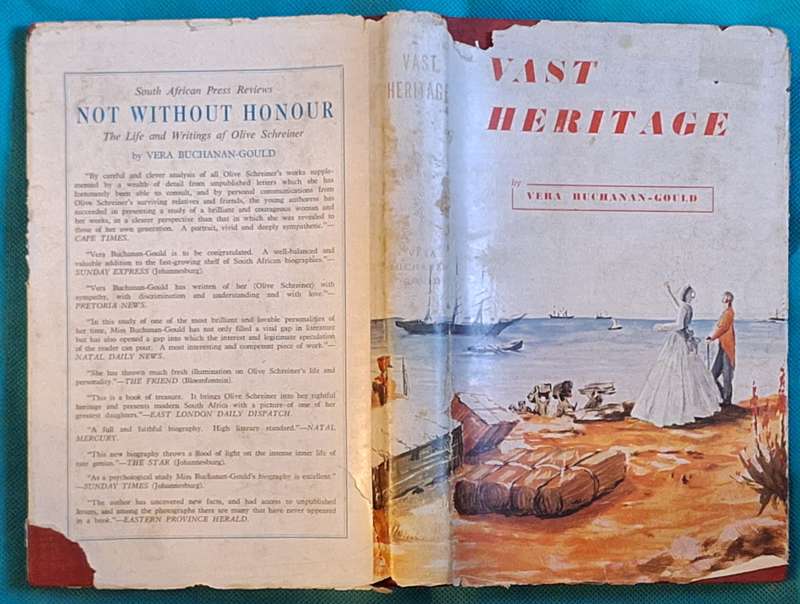 South African Press Reviews
NOT WITHOUT HONOUR
The Life and Writings of Olive Schreiner
by VERA BUCHANAN-GOULD
"By careful and clever analysis of all Olive Schreiner's works supple-
mented by a wealth of detail from unpublished letters which she has
fortunately been able to consult, and by personal communications from
Olive Schreiner's surviving relatives and friends, the young authoress has
succeeded in presenting a study of a brilliant and courageous woman and
her works, in a clearer perspective than that in which she was revealed to
those of her own generation. A portrait, vivid and deeply sympathetic."—
CAPE TIMES.
"Vera Buchanan-Gould is to be congratulated. A well-balanced and
valuable addition to the fast-growing shelf of South African biographies."—
SUNDAY EXPRESS (Johannesburg).
"Vera Buchanan-Gould has written of her (Olive Schreiner) with
sympathy, with discrimination and understanding and with love."—
PRETORIA NEWS.
"In this study of one of the most brilliant and lovable personalities of
her time, Miss Buchanan-Gould has not only filled a vital gap in literature
but has also opened a gap into which the interest and legitimate speculation
of the reader can pour. A most interesting and competent piece of work."—
NATAL DAILY NEWS.
"She has thrown much fresh illumination on Olive Schreiner's life and
personality."—THE FRIEND (Bloemfontein).
"This is a book of treasure. It brings Olive Schreiner into her rightful
heritage and presents modern South Africa with a picture of one of her
greatest daughters."—EAST LONDON DAILY DISPATCH.
"A full and faithful biography. High literary standard."—NATAL
MERCURY.
"This new biography throws a flood of light on the intense inner life of
rare genius."—THE STAR (Johannesburg).
"As a psychological study Miss Buchanan-Gould's biography is excellent."
—SUNDAY TIMES (Johannesburg).
"The author has uncovered new facts, and had access to unpublished
letters, and among the photographs there are many that have never appeared
in a book."—EASTERN PROVINCE HERALD.
VAST
HERITAGE
VERA
BUCHANAN
GOULD
VAST
HERITAGE
by
VERA BUCHANAN-GOULD